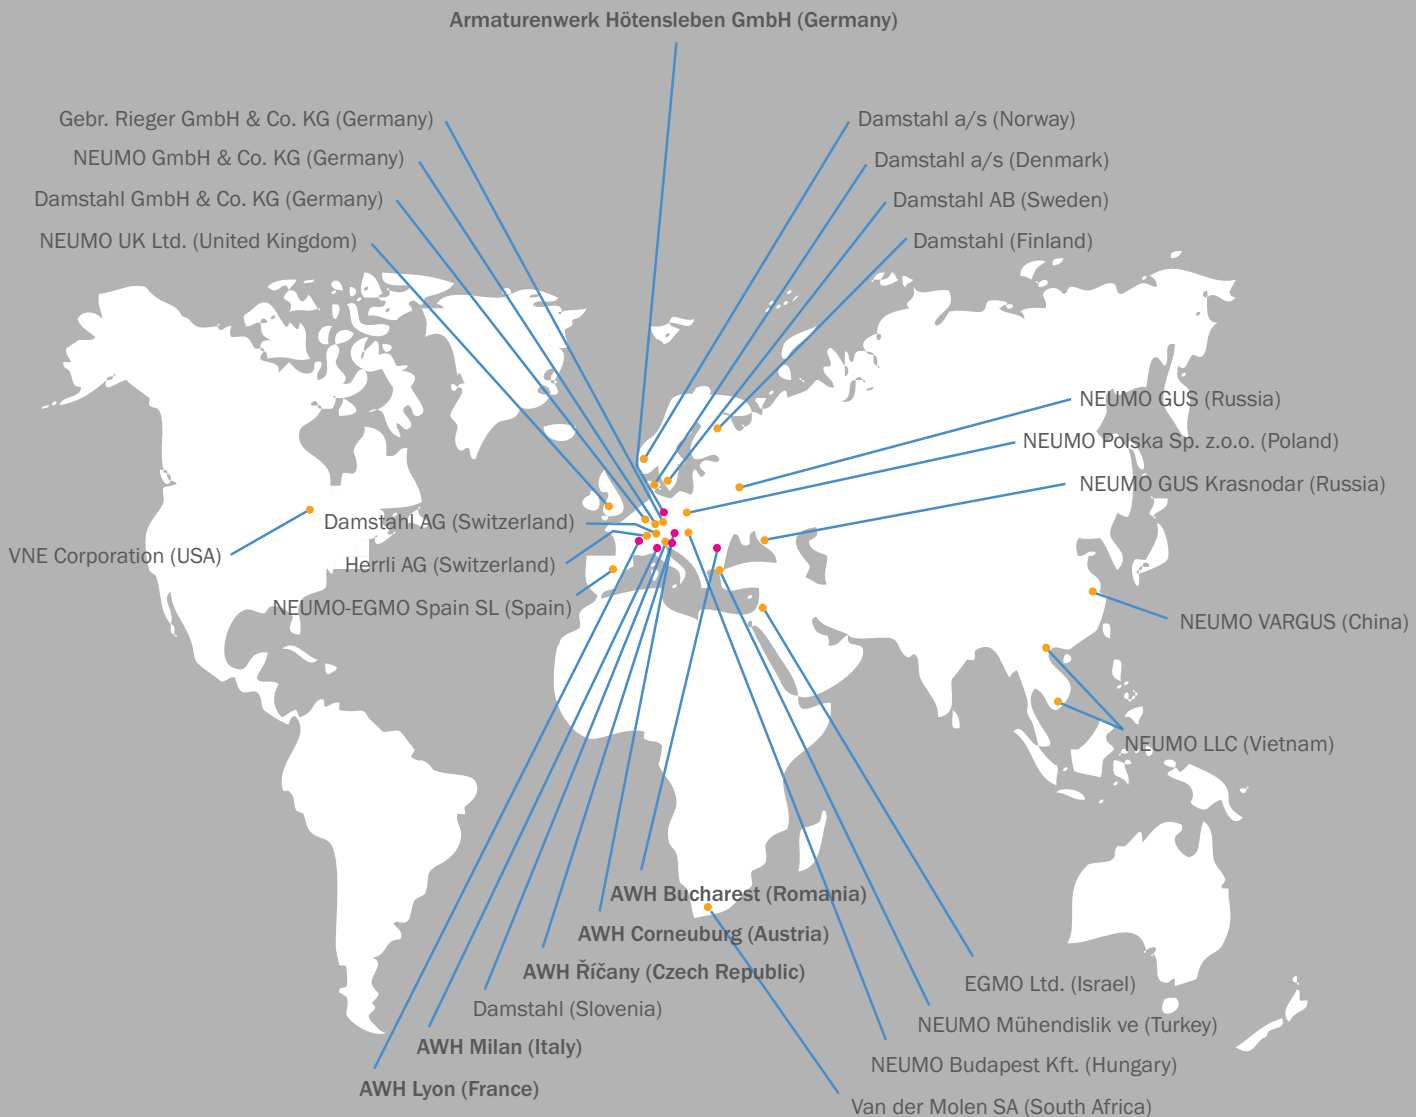 Armaturenwerk Hötensleben GmbH (Germany)
Gebr. Rieger GmbH & Co. KG (Germany)
NEUMO GmbH & Co. KG (Germany)
Damstahl GmbH & Co. KG (Germany)
NEUMO UK Ltd. (United Kingdom)
Damstahl a/s (Norway)
Damstahl a/s (Denmark)
Damstahl AB (Sweden)
Damstahl (Finland)
NEUMO GUS (Russia)
NEUMO Polska Sp. z.o.o. (Poland)
NEUMO GUS Krasnodar (Russia)
Damstahl AG (Switzerland)
VNE Corporation (USA)
Herrli AG (Switzerland)
NEUMO-EGMO Spain SL (Spain)
NEUMO VARGUS (China)
NEUMO LLC (Vietnam)
AWH Bucharest (Romania)
AWH Corneuburg (Austria)
AWH Říčany (Czech Republic)
Damstahl (Slovenia)
AWH Milan (Italy)
AWH Lyon (France)
EGMO Ltd. (Israel)
NEUMO Mühendislik ve (Turkey)
NEUMO Budapest Kft. (Hungary)
Van der Molen SA (South Africa)